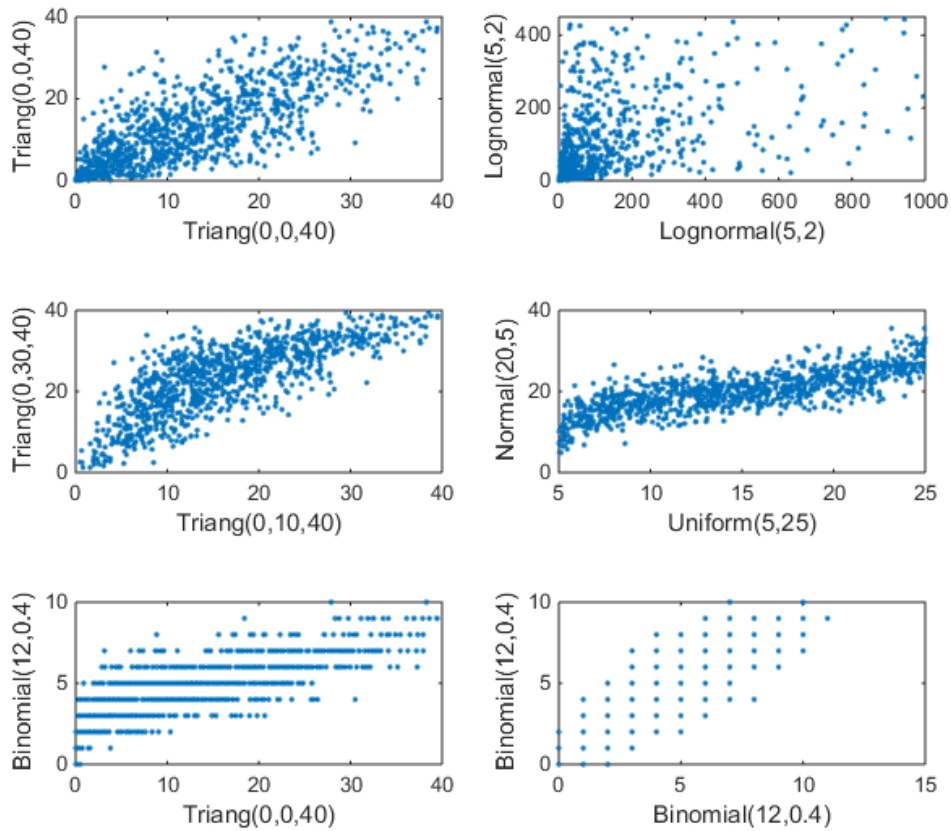 Triang(0,0,40)
40
20
0
0 10 20 30 40
Triang(0,0,40)
Lognormal(5,2)
400
200
0
0 200 400 600 800 1000
Lognormal(5,2)
Triang(0,30,40)
40
20
0
0 10 20 30 40
Triang(0,10,40)
Normal(20,5)
40
20
0
5 10 15 20 25
Uniform(5,25)
Binomial(12,0.4)
10
5
0
0 10 20 30 40
Triang(0,0,40)
Binomial(12,0.4)
10
5
0
0 5 10 15
Binomial(12,0.4)